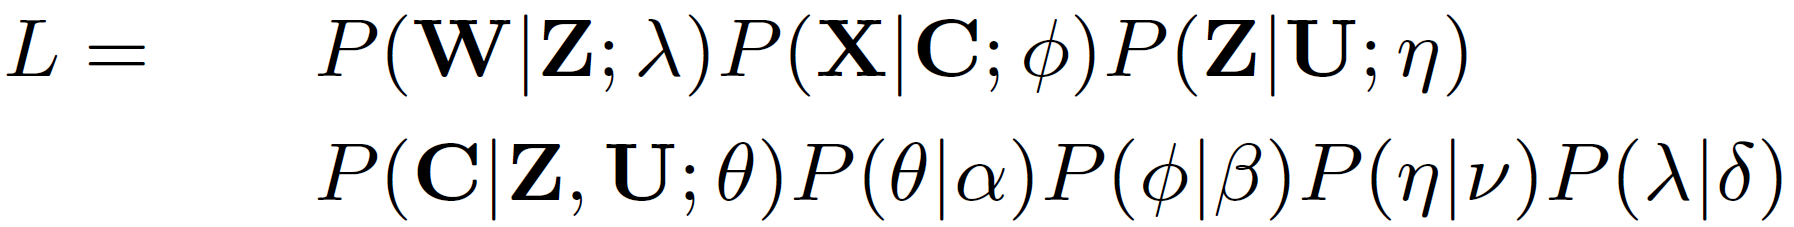 L = P(W|Z; λ)P(X|C; ϕ)P(Z|U; η)
P(C|Z, U; θ)P(θ|α)P(ϕ|β)P(η|ν)P(λ|δ)